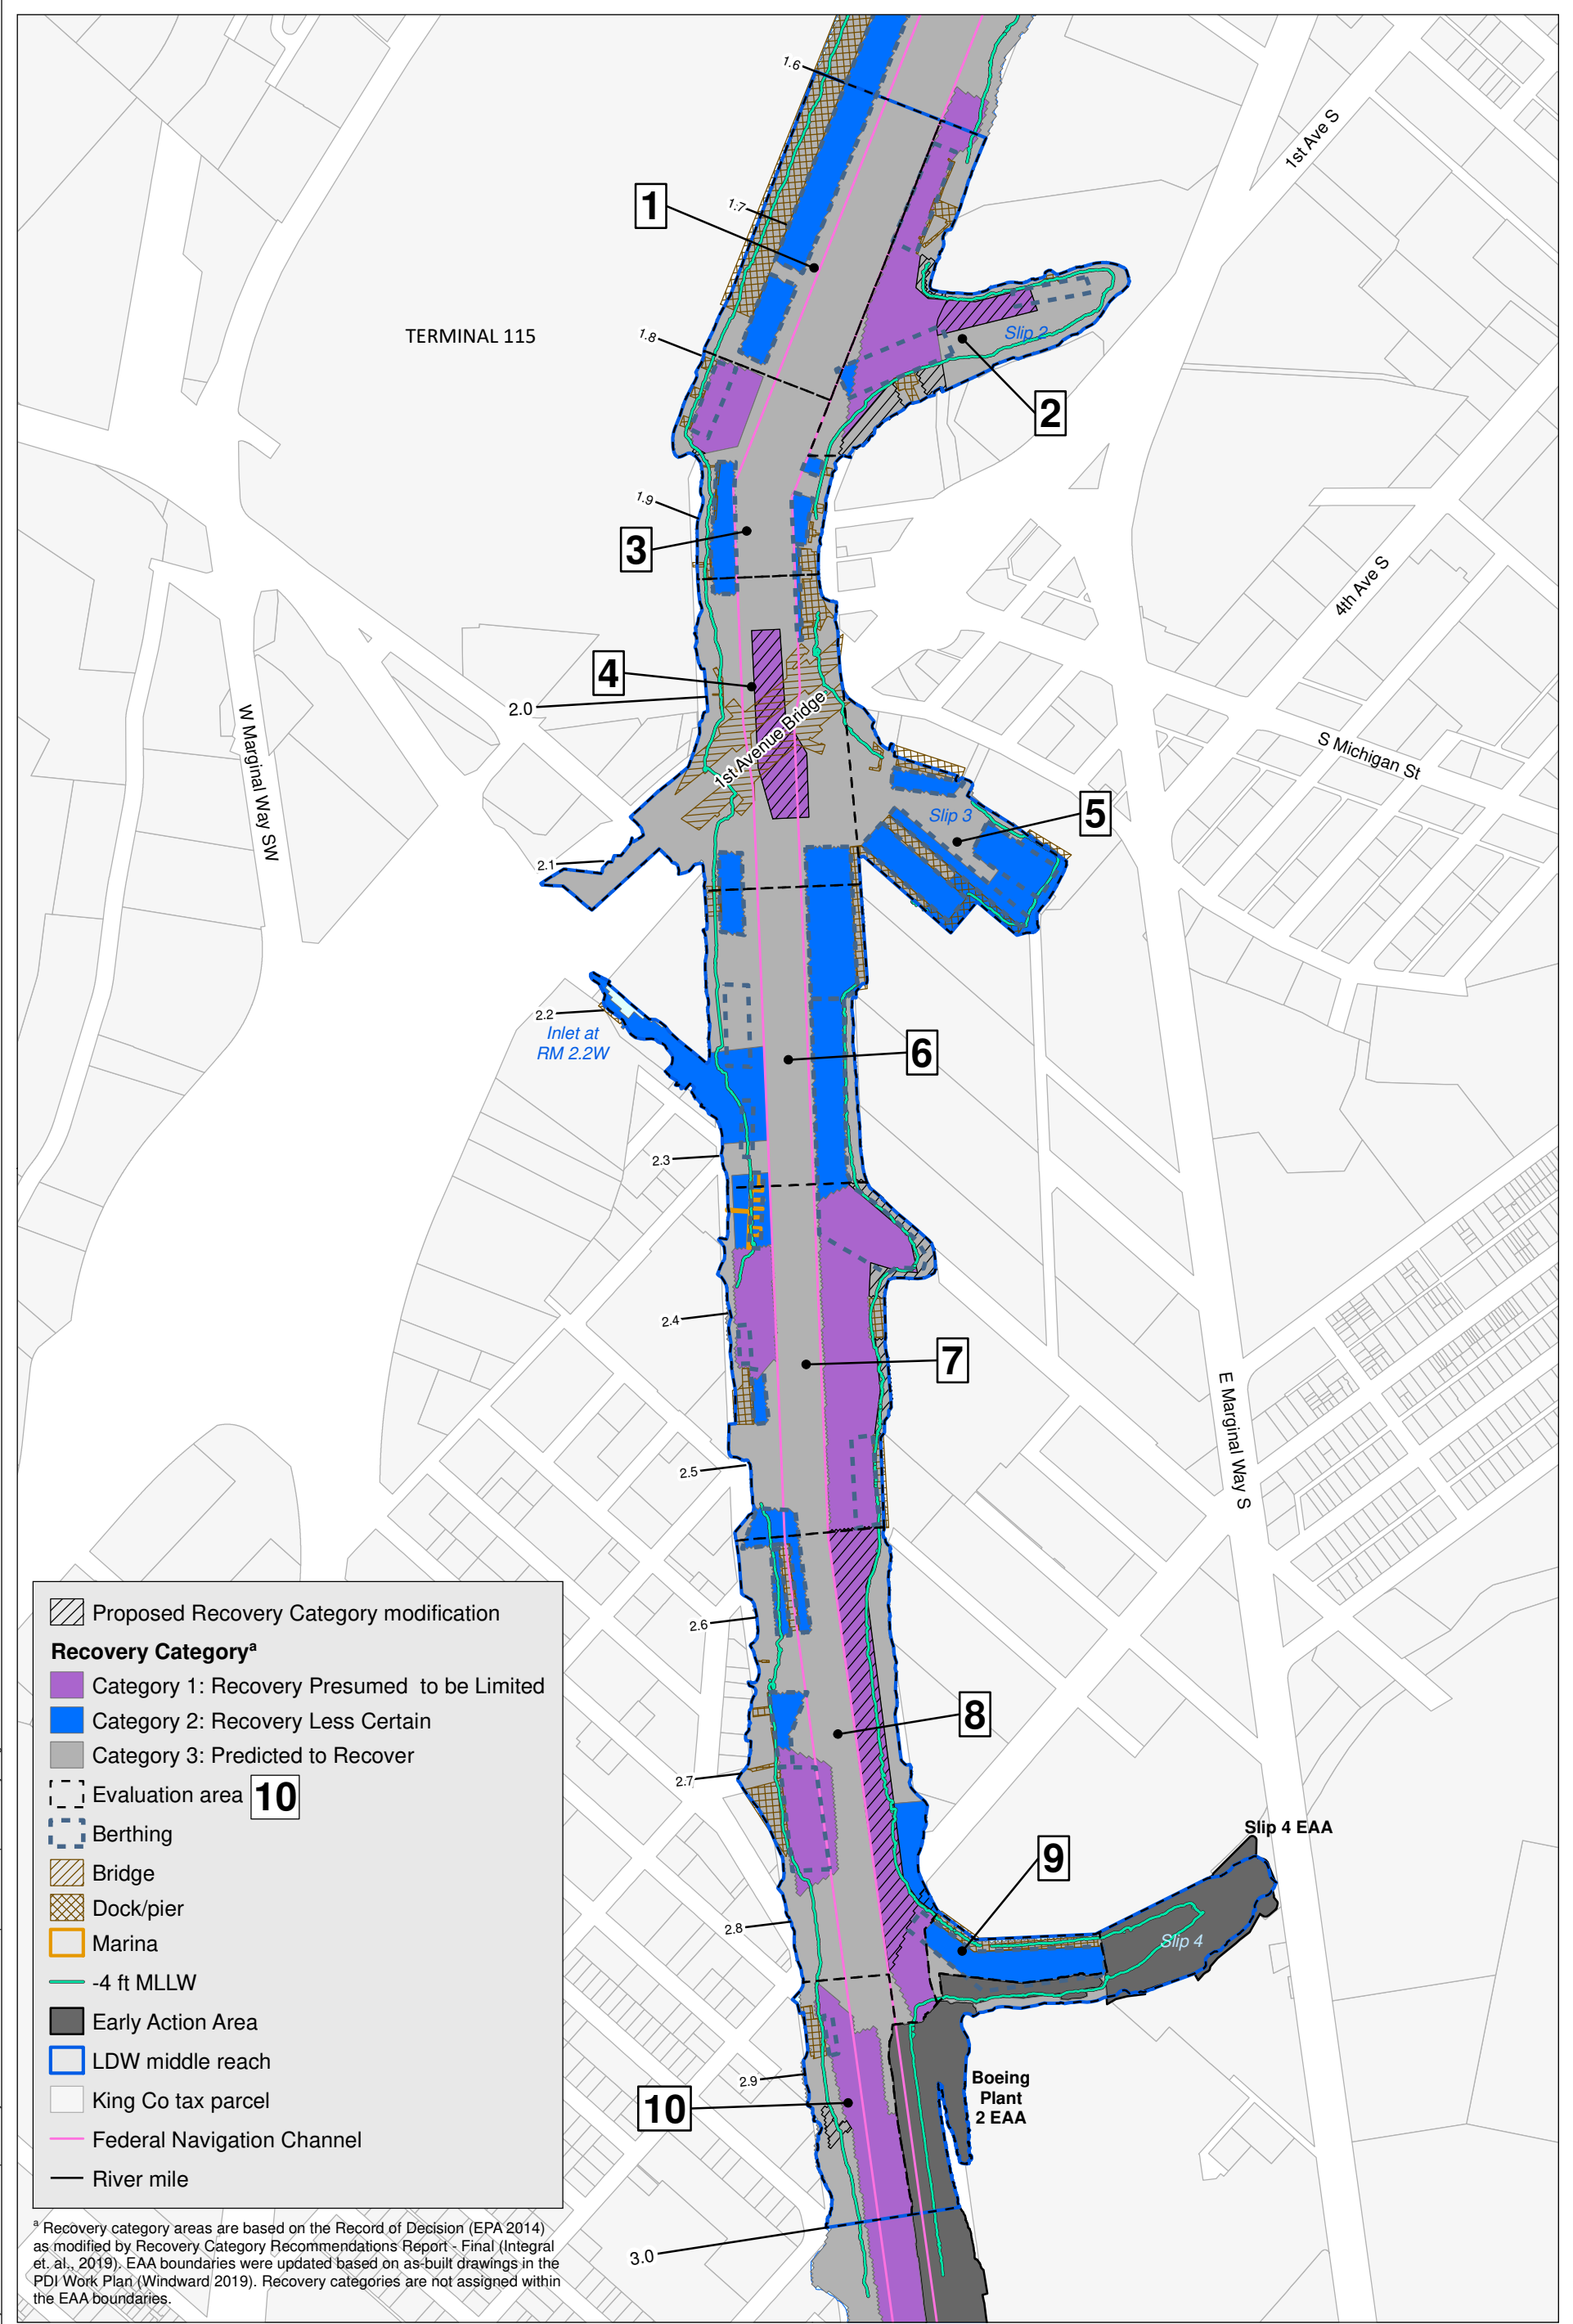 1.6
1st Ave S
1
1.7
TERMINAL 115
1.8
Slip 2
2
1.9
3
4th Ave S
4
2.0
W Marginal Way SW
1st Avenue Bridge
S Michigan St
Slip 3
5
2.1
2.2
Inlet at
RM 2.2W
6
2.3
2.4
7
E Marginal Way S
2.5
2.6
8
2.7
Slip 4 EAA
9
2.8
Slip 4
2.9
10
Boeing
Plant
2 EAA
3.0
Proposed Recovery Category modification
Recovery Categoryᵃ
Category 1: Recovery Presumed to be Limited
Category 2: Recovery Less Certain
Category 3: Predicted to Recover
Evaluation area 10
Berthing
Bridge
Dock/pier
Marina
-4 ft MLLW
Early Action Area
LDW middle reach
King Co tax parcel
Federal Navigation Channel
River mile
ᵃ Recovery category areas are based on the Record of Decision (EPA 2014)
as modified by Recovery Category Recommendations Report - Final (Integral
et. al., 2019). EAA boundaries were updated based on as-built drawings in the
PDI Work Plan (Windward 2019). Recovery categories are not assigned within
the EAA boundaries.